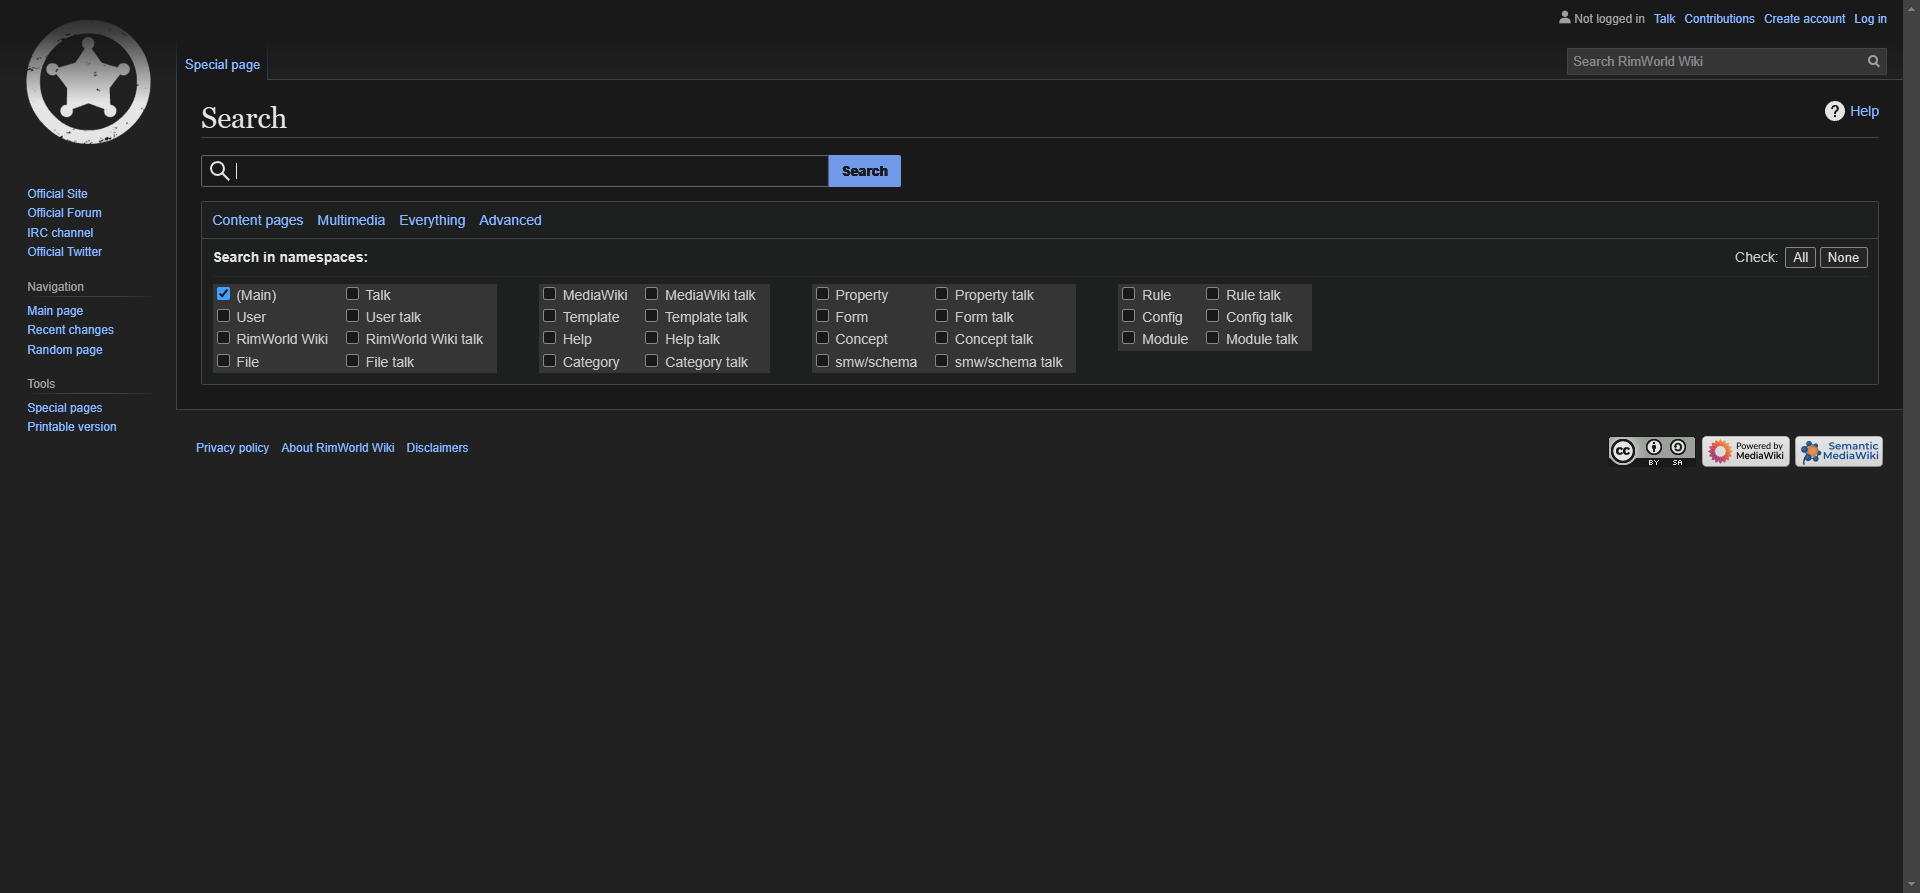 Not logged in Talk Contributions Create account Log in
Special page
Search RimWorld Wiki
Search
Help
Search
Content pages Multimedia Everything Advanced
Search in namespaces:
Check: All None
(Main) Talk MediaWiki MediaWiki talk Property Property talk Rule Rule talk
User User talk Template Template talk Form Form talk Config Config talk
RimWorld Wiki RimWorld Wiki talk Help Help talk Concept Concept talk Module Module talk
File File talk Category Category talk smw/schema smw/schema talk
Official Site
Official Forum
IRC channel
Official Twitter
Navigation
Main page
Recent changes
Random page
Tools
Special pages
Printable version
Privacy policy About RimWorld Wiki Disclaimers
cc BY SA
Powered by
MediaWiki
Semantic
MediaWiki